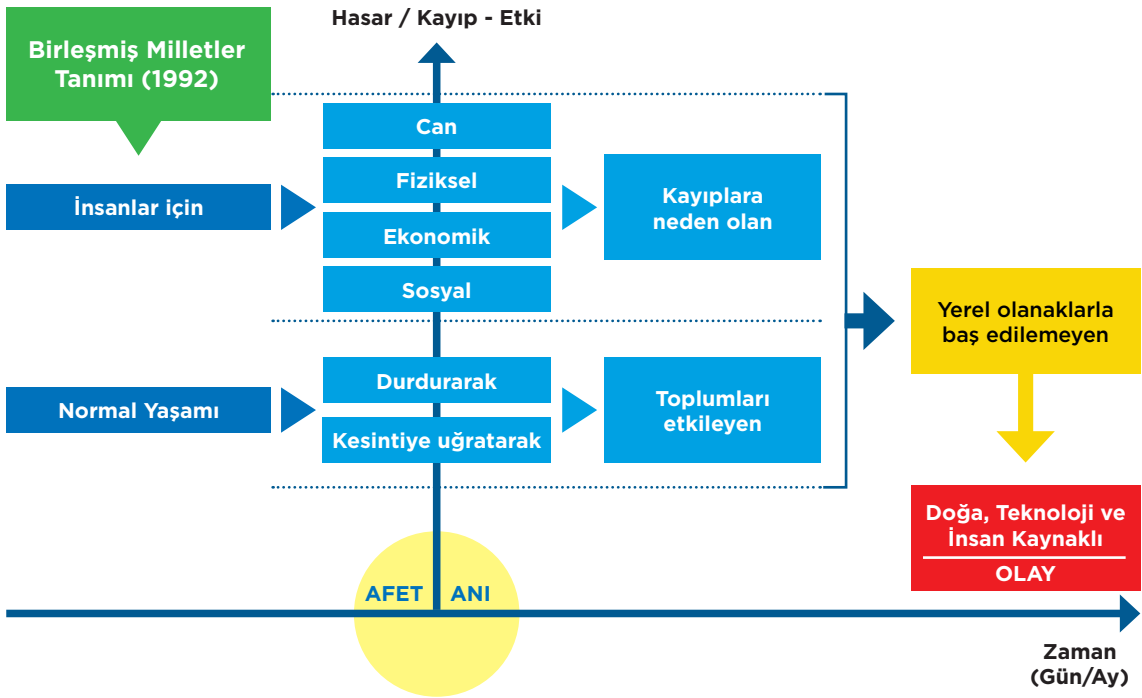 Hasar / Kayıp - Etki
Birleşmiş Milletler
Tanımı (1992)
İnsanlar için
Can
Fiziksel
Ekonomik
Sosyal
Kayıplara
neden olan
Normal Yaşamı
Durdurarak
Kesintiye uğratarak
Toplumları
etkileyen
Yerel olanaklarla
baş edilemeyen
Doğa, Teknoloji ve
İnsan Kaynaklı
OLAY
AFET ANI
Zaman
(Gün/Ay)